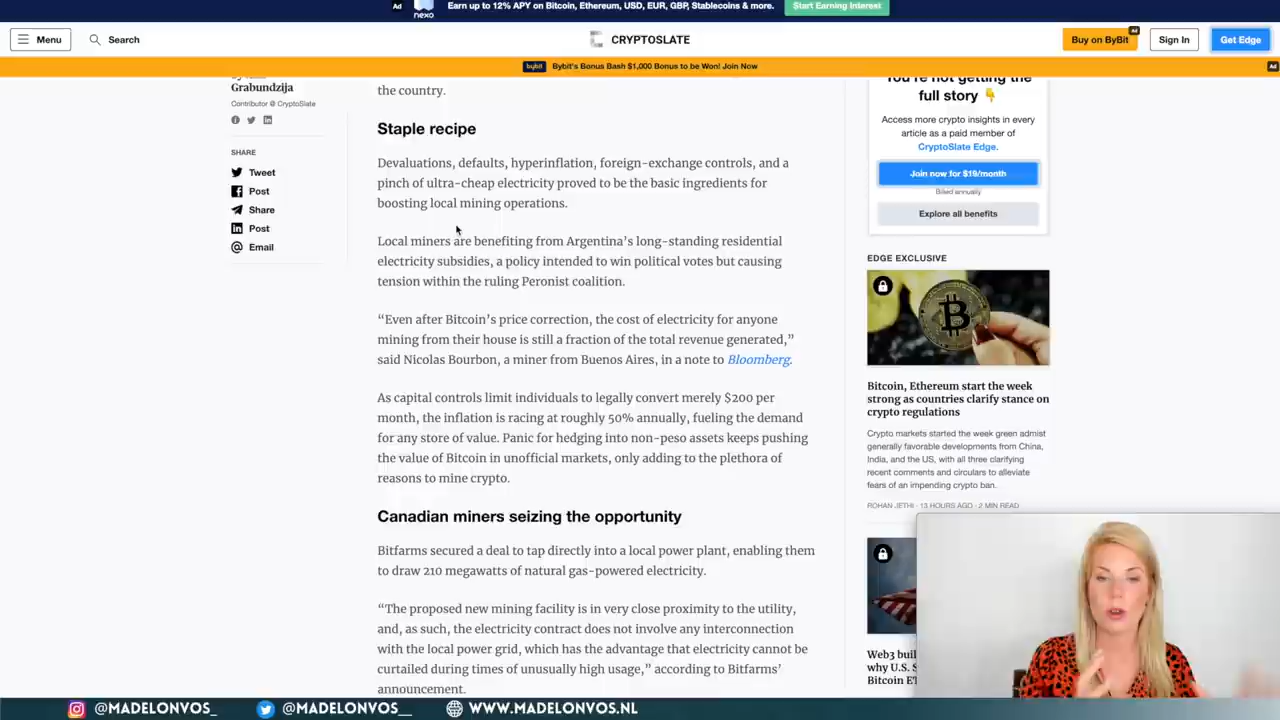 Ad
nexo
Earn up to 12% APY on Bitcoin, Ethereum, USD, EUR, GBP, Stablecoins & more.
Start Earning Interest
Menu
Search
CRYPTOSLATE
Buy on ByBit
Ad
Sign In
Get Edge
bybit
Bybit's Bonus Bash $1,000 Bonus to be Won! Join Now
Ad
Grabundzija
Contributor @ CryptoSlate
SHARE
Tweet
Post
Share
Post
Email
the country.
Staple recipe
Devaluations, defaults, hyperinflation, foreign-exchange controls, and a
pinch of ultra-cheap electricity proved to be the basic ingredients for
boosting local mining operations.
Local miners are benefiting from Argentina's long-standing residential
electricity subsidies, a policy intended to win political votes but causing
tension within the ruling Peronist coalition.
“Even after Bitcoin's price correction, the cost of electricity for anyone
mining from their house is still a fraction of the total revenue generated,”
said Nicolas Bourbon, a miner from Buenos Aires, in a note to Bloomberg.
As capital controls limit individuals to legally convert merely $200 per
month, the inflation is racing at roughly 50% annually, fueling the demand
for any store of value. Panic for hedging into non-peso assets keeps pushing
the value of Bitcoin in unofficial markets, only adding to the plethora of
reasons to mine crypto.
Canadian miners seizing the opportunity
Bitfarms secured a deal to tap directly into a local power plant, enabling them
to draw 210 megawatts of natural gas-powered electricity.
“The proposed new mining facility is in very close proximity to the utility,
and, as such, the electricity contract does not involve any interconnection
with the local power grid, which has the advantage that electricity cannot be
curtailed during times of unusually high usage,” according to Bitfarms'
announcement.
You're not getting the
full story 👇
Access more crypto insights in every
article as a paid member of
CryptoSlate Edge.
Join now for $19/month
Billed annually
Explore all benefits
EDGE EXCLUSIVE
Bitcoin, Ethereum start the week
strong as countries clarify stance on
crypto regulations
Crypto markets started the week green admist
generally favorable developments from China,
India, and the US, with all three clarifying
recent comments and circulars to alleviate
fears of an impending crypto ban.
ROHAN JETHI · 13 HOURS AGO · 2 MIN READ
Web3
why U.S. S
Bitcoin
@MADELONVOS_
@MADELONVOS__
WWW.MADELONVOS.NL